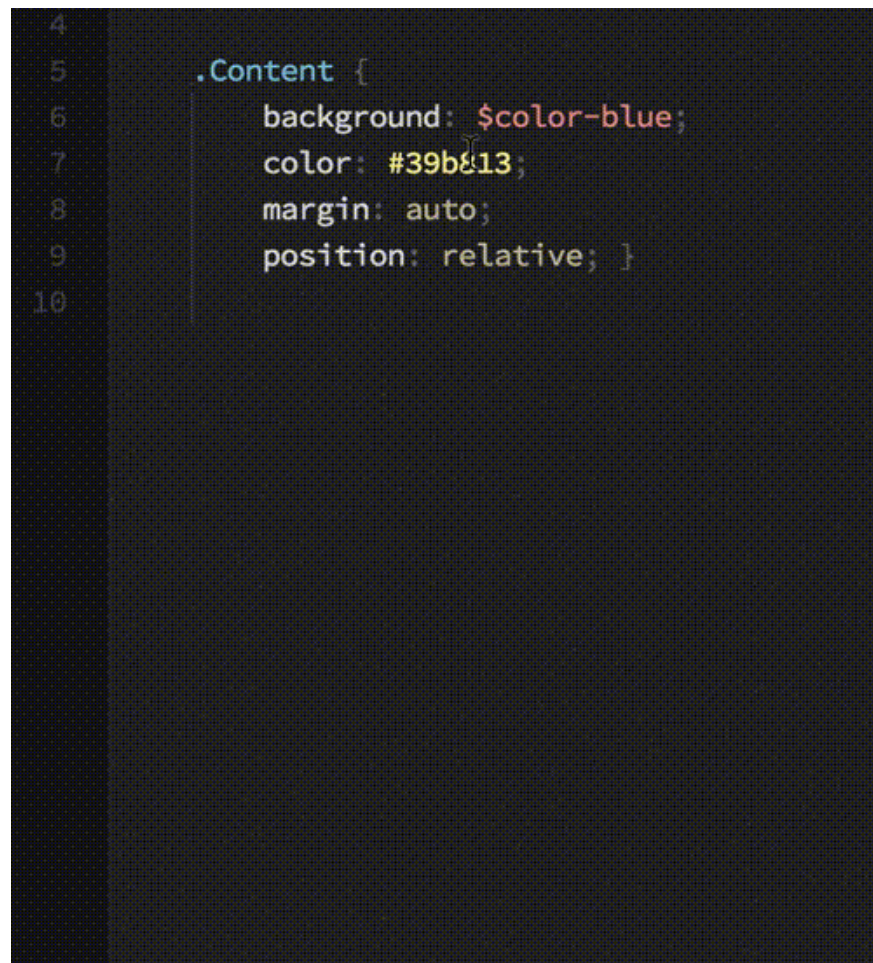 4
5 .Content {
6 background: $color-blue;
7 color: #39b813;
8 margin: auto;
9 position: relative; }
10